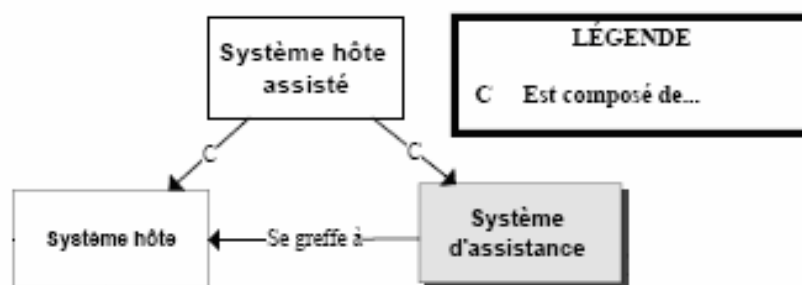 Système hôte
assisté
LÉGENDE
C Est composé de...
C
C
Système hôte
Se greffe à
Système
d'assistance